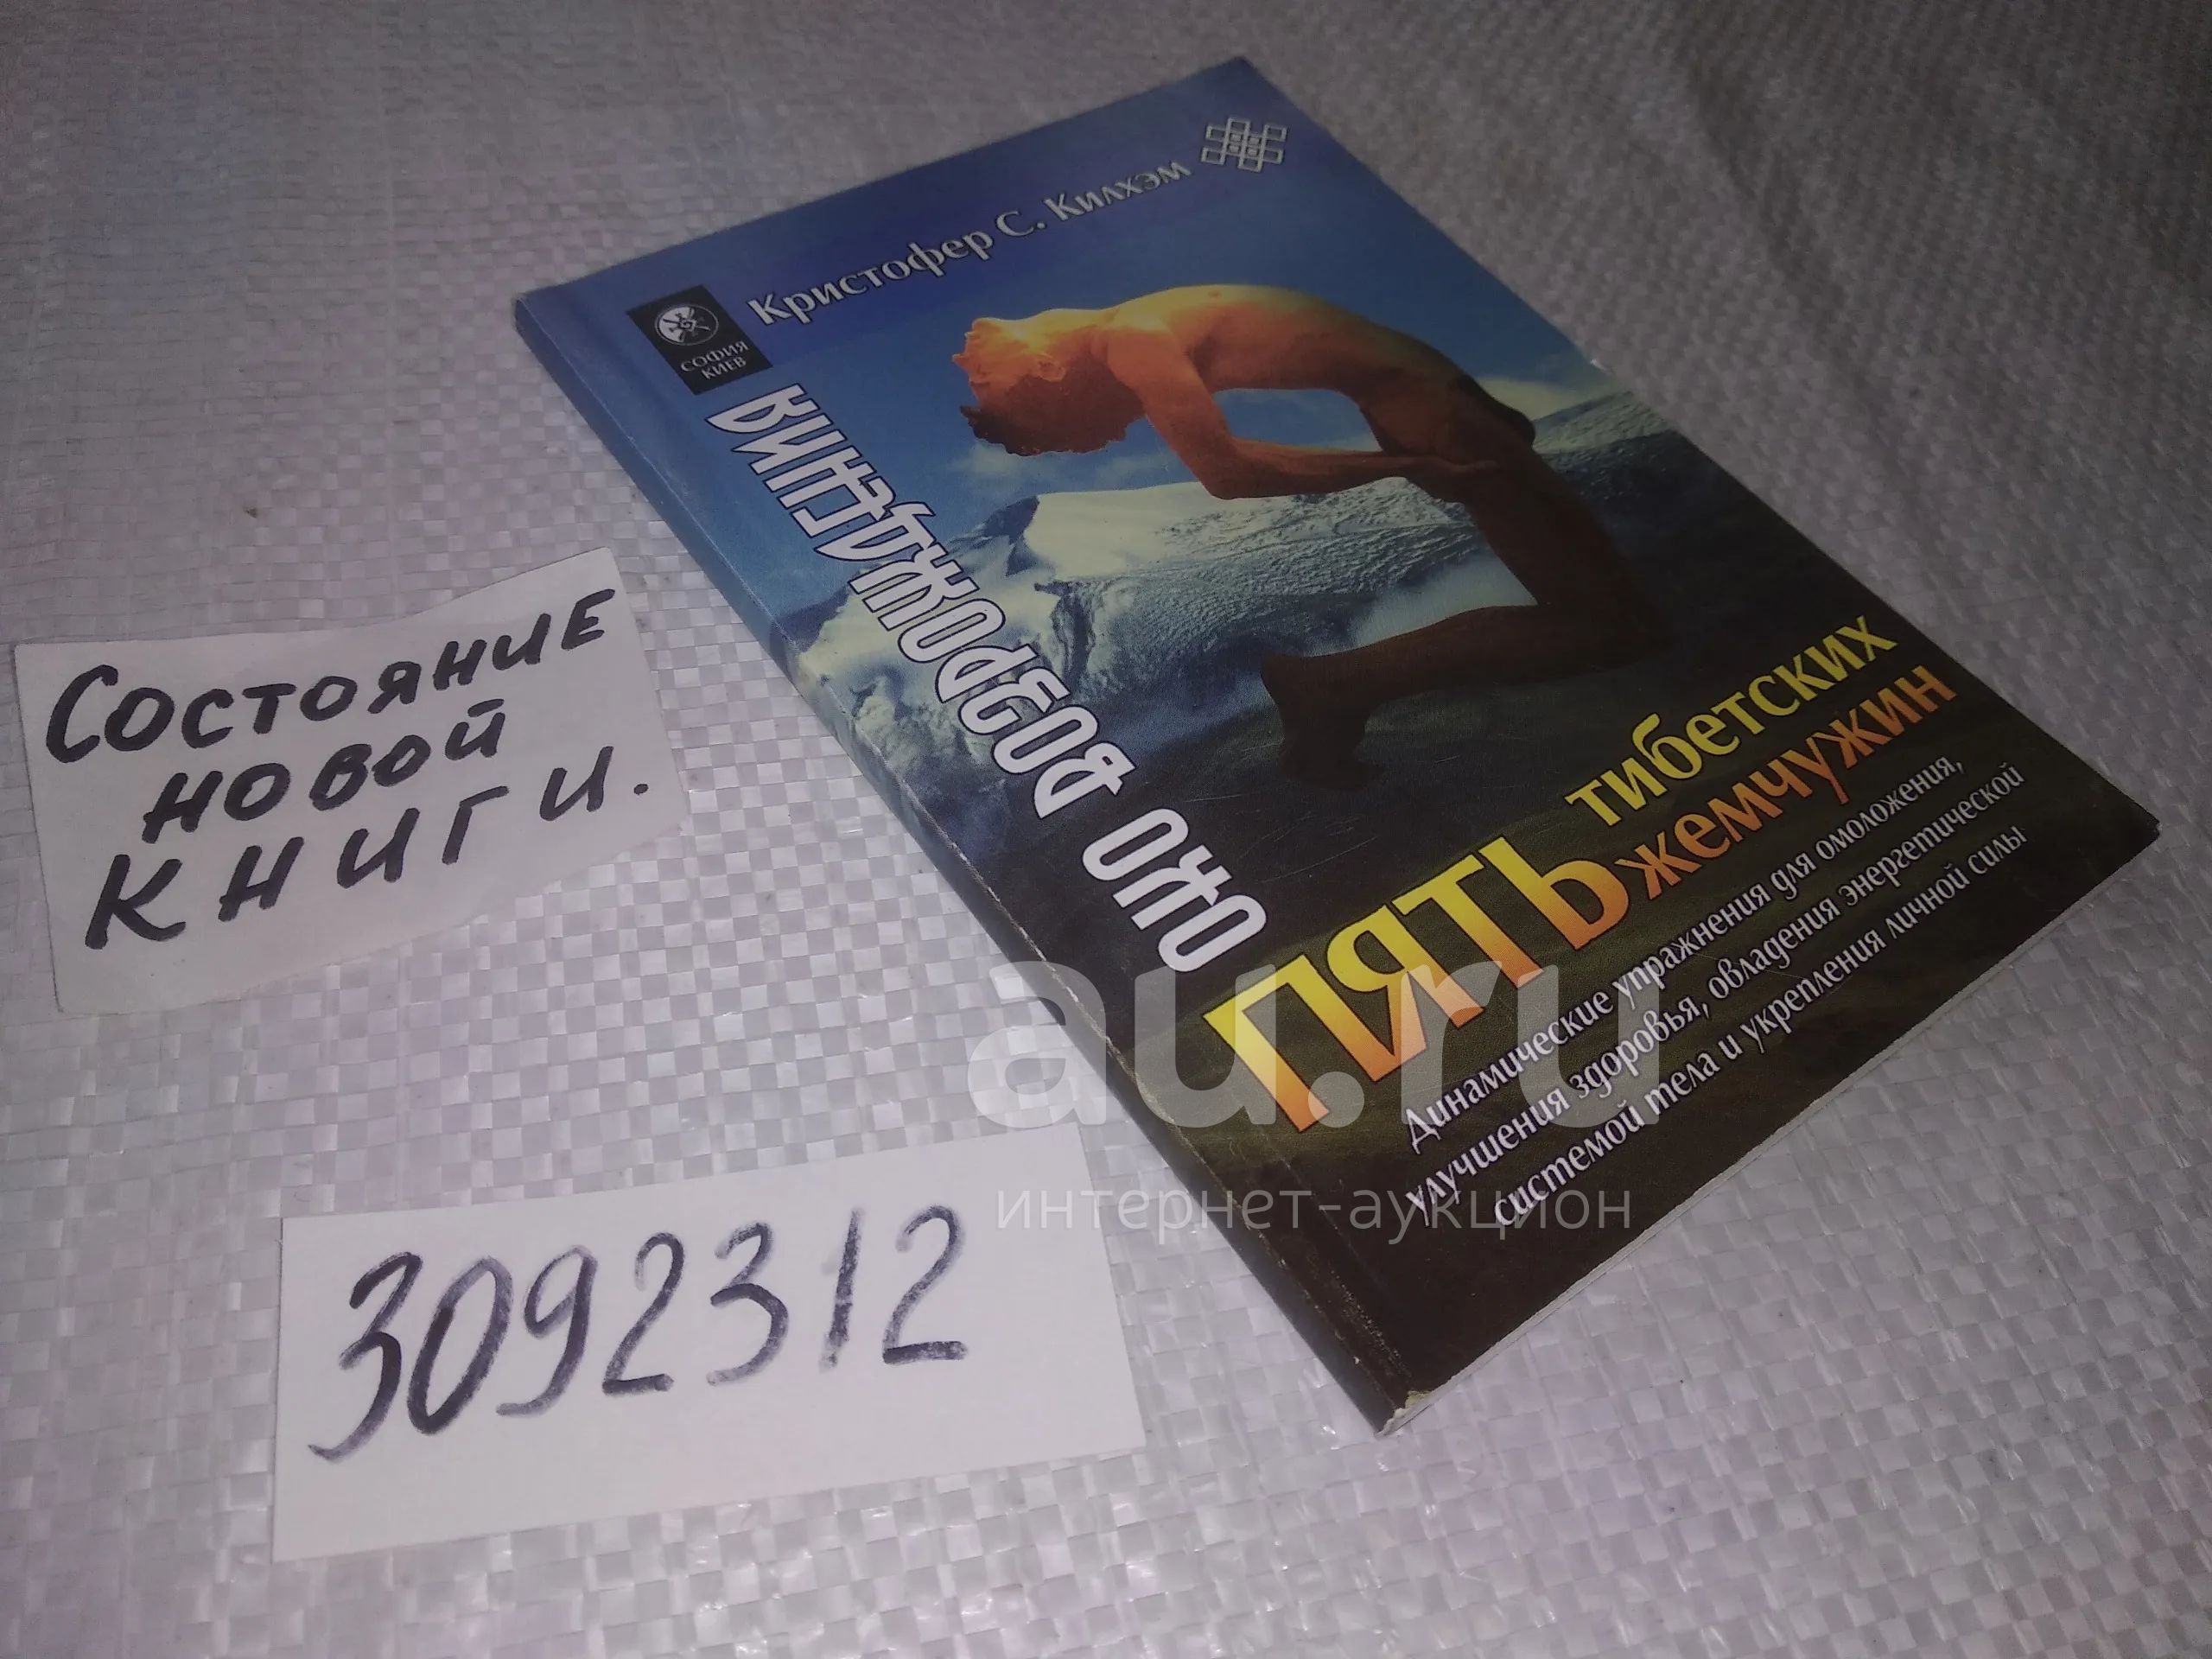 Кристофер С. Килхэм
СОФИЯ
КИЕВ
ОКО ВОЗРОЖДЕНИЯ
ПЯТЬ
тибетских
жемчужин
Динамические упражнения для омоложения,
улучшения здоровья, овладения энергетической
системой тела и укрепления личной силы
СОСТОЯНИЕ
НОВОЙ
КНИГИ.
3092312
au.ru
интернет-аукцион